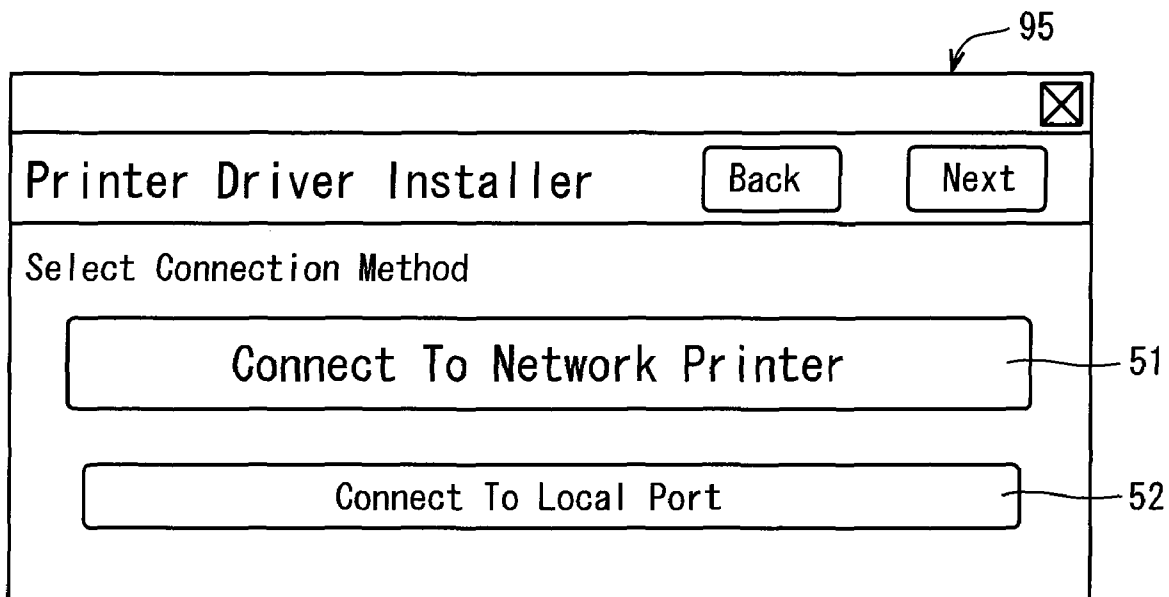 95
Printer Driver Installer Back Next
Select Connection Method
Connect To Network Printer 51
Connect To Local Port 52